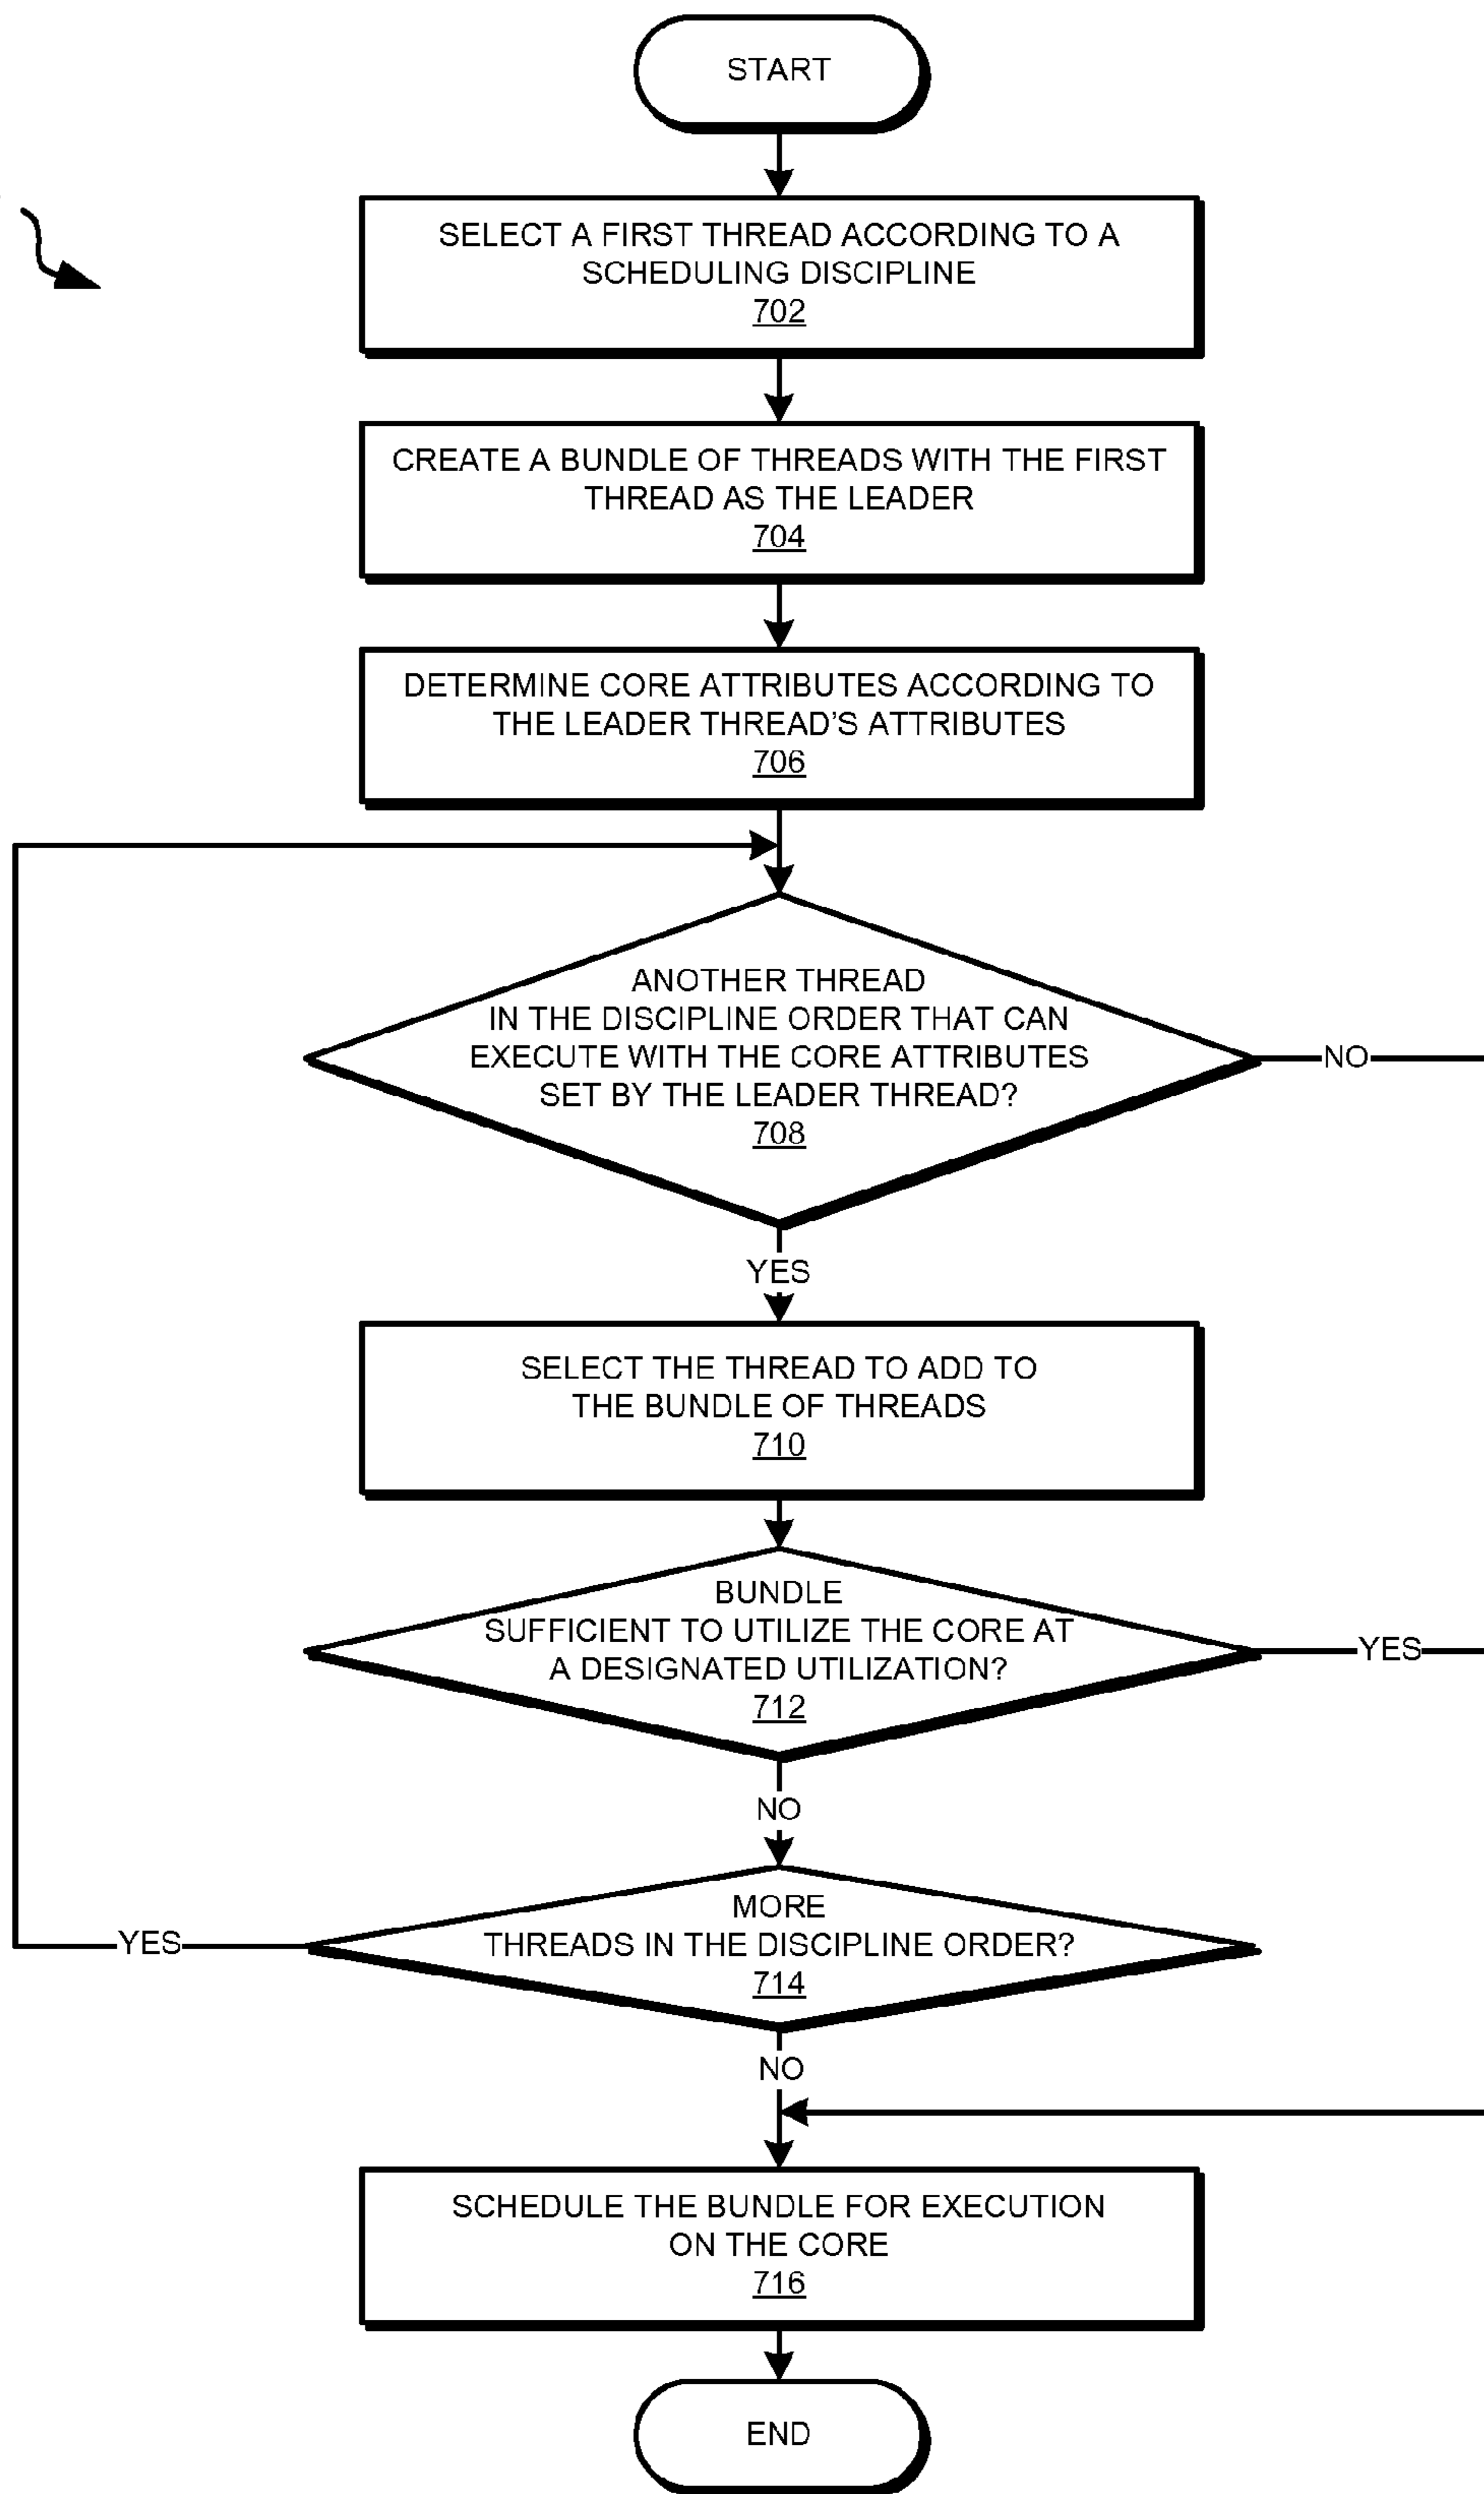 START
SELECT A FIRST THREAD ACCORDING TO A
SCHEDULING DISCIPLINE
702
CREATE A BUNDLE OF THREADS WITH THE FIRST
THREAD AS THE LEADER
704
DETERMINE CORE ATTRIBUTES ACCORDING TO
THE LEADER THREAD'S ATTRIBUTES
706
ANOTHER THREAD
IN THE DISCIPLINE ORDER THAT CAN
EXECUTE WITH THE CORE ATTRIBUTES
SET BY THE LEADER THREAD?
708
NO
YES
SELECT THE THREAD TO ADD TO
THE BUNDLE OF THREADS
710
BUNDLE
SUFFICIENT TO UTILIZE THE CORE AT
A DESIGNATED UTILIZATION?
712
YES
NO
MORE
THREADS IN THE DISCIPLINE ORDER?
714
YES
NO
SCHEDULE THE BUNDLE FOR EXECUTION
ON THE CORE
716
END